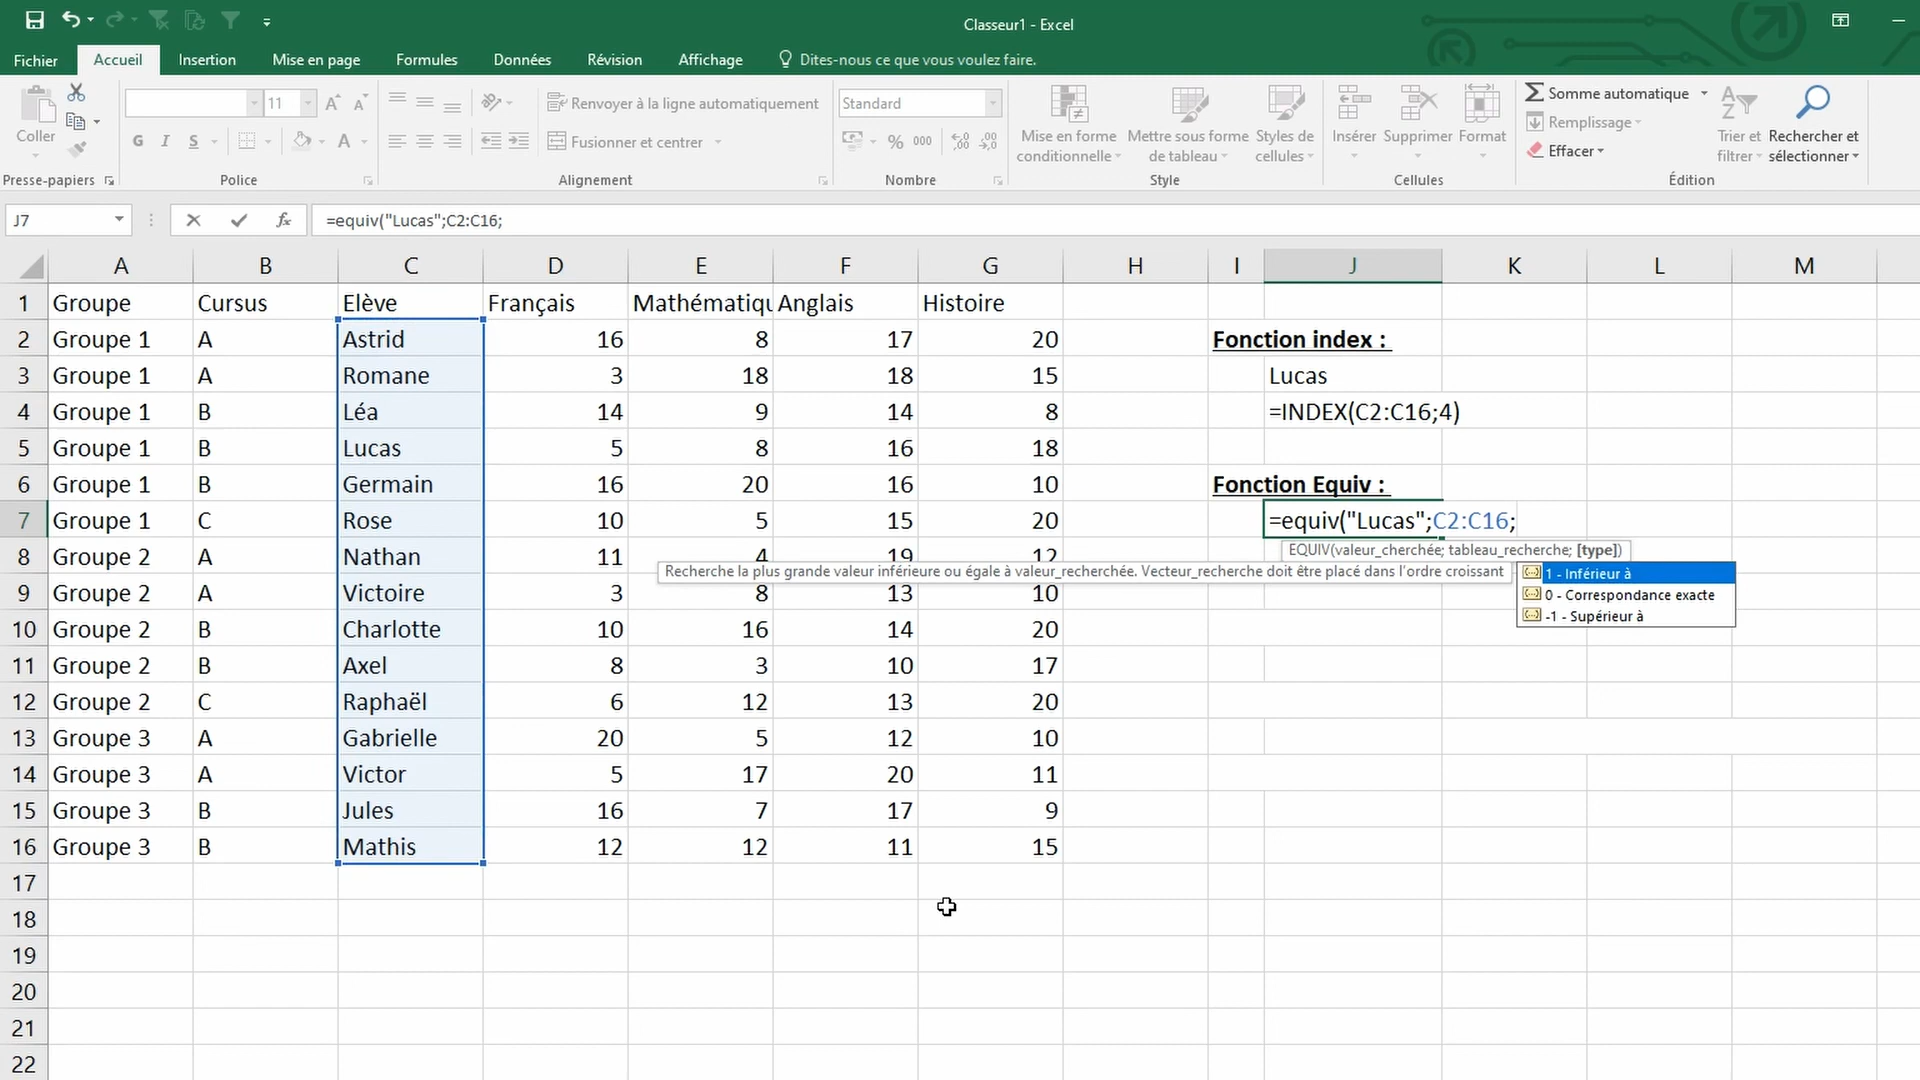 Classeur1 - Excel
Fichier Accueil Insertion Mise en page Formules Données Révision Affichage Dites-nous ce que vous voulez faire.
Coller
11
G I S
Renvoyer à la ligne automatiquement
Fusionner et centrer
Standard
% 000
Mise en forme conditionnelle
Mettre sous forme de tableau
Styles de cellules
Insérer Supprimer Format
Somme automatique
Remplissage
Effacer
Trier et filtrer
Rechercher et sélectionner
Presse-papiers Police Alignement Nombre Style Cellules Édition
J7 fx =equiv("Lucas";C2:C16;
A B C D E F G H I J K L M
1 Groupe Cursus Elève Français Mathématiqu Anglais Histoire
2 Groupe 1 A Astrid 16 8 17 20 Fonction index :
3 Groupe 1 A Romane 3 18 18 15 Lucas
4 Groupe 1 B Léa 14 9 14 8 =INDEX(C2:C16;4)
5 Groupe 1 B Lucas 5 8 16 18
6 Groupe 1 B Germain 16 20 16 10 Fonction Equiv :
7 Groupe 1 C Rose 10 5 15 20 =equiv("Lucas";C2:C16;
EQUIV(valeur_cherchée; tableau_recherche; [type])
8 Groupe 2 A Nathan 11 4 19 12
Recherche la plus grande valeur inférieure ou égale à valeur_recherchée. Vecteur_recherche doit être placé dans l'ordre croissant
1 - Inférieur à
0 - Correspondance exacte
-1 - Supérieur à
9 Groupe 2 A Victoire 3 8 13 10
10 Groupe 2 B Charlotte 10 16 14 20
11 Groupe 2 B Axel 8 3 10 17
12 Groupe 2 C Raphaël 6 12 13 20
13 Groupe 3 A Gabrielle 20 5 12 10
14 Groupe 3 A Victor 5 17 20 11
15 Groupe 3 B Jules 16 7 17 9
16 Groupe 3 B Mathis 12 12 11 15
17
18
19
20
21
22